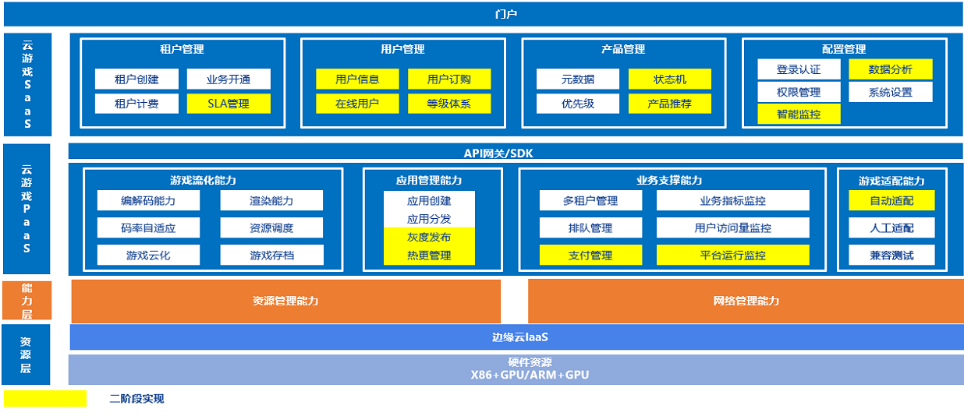 门户
云游戏SaaS
租户管理
租户创建
业务开通
租户计费
SLA管理
用户管理
用户信息
用户订购
在线用户
等级体系
产品管理
元数据
状态机
优先级
产品推荐
配置管理
登录认证
数据分析
权限管理
系统设置
智能监控
云游戏PaaS
API网关/SDK
游戏流化能力
编解码能力
渲染能力
码率自适应
资源调度
游戏云化
游戏存档
应用管理能力
应用创建
应用分发
灰度发布
热更管理
业务支撑能力
多租户管理
业务指标监控
排队管理
用户访问量监控
支付管理
平台运行监控
游戏适配能力
自动适配
人工适配
兼容测试
能力层
资源管理能力
网络管理能力
资源层
边缘云IaaS
硬件资源
X86+GPU/ARM+GPU
二阶段实现